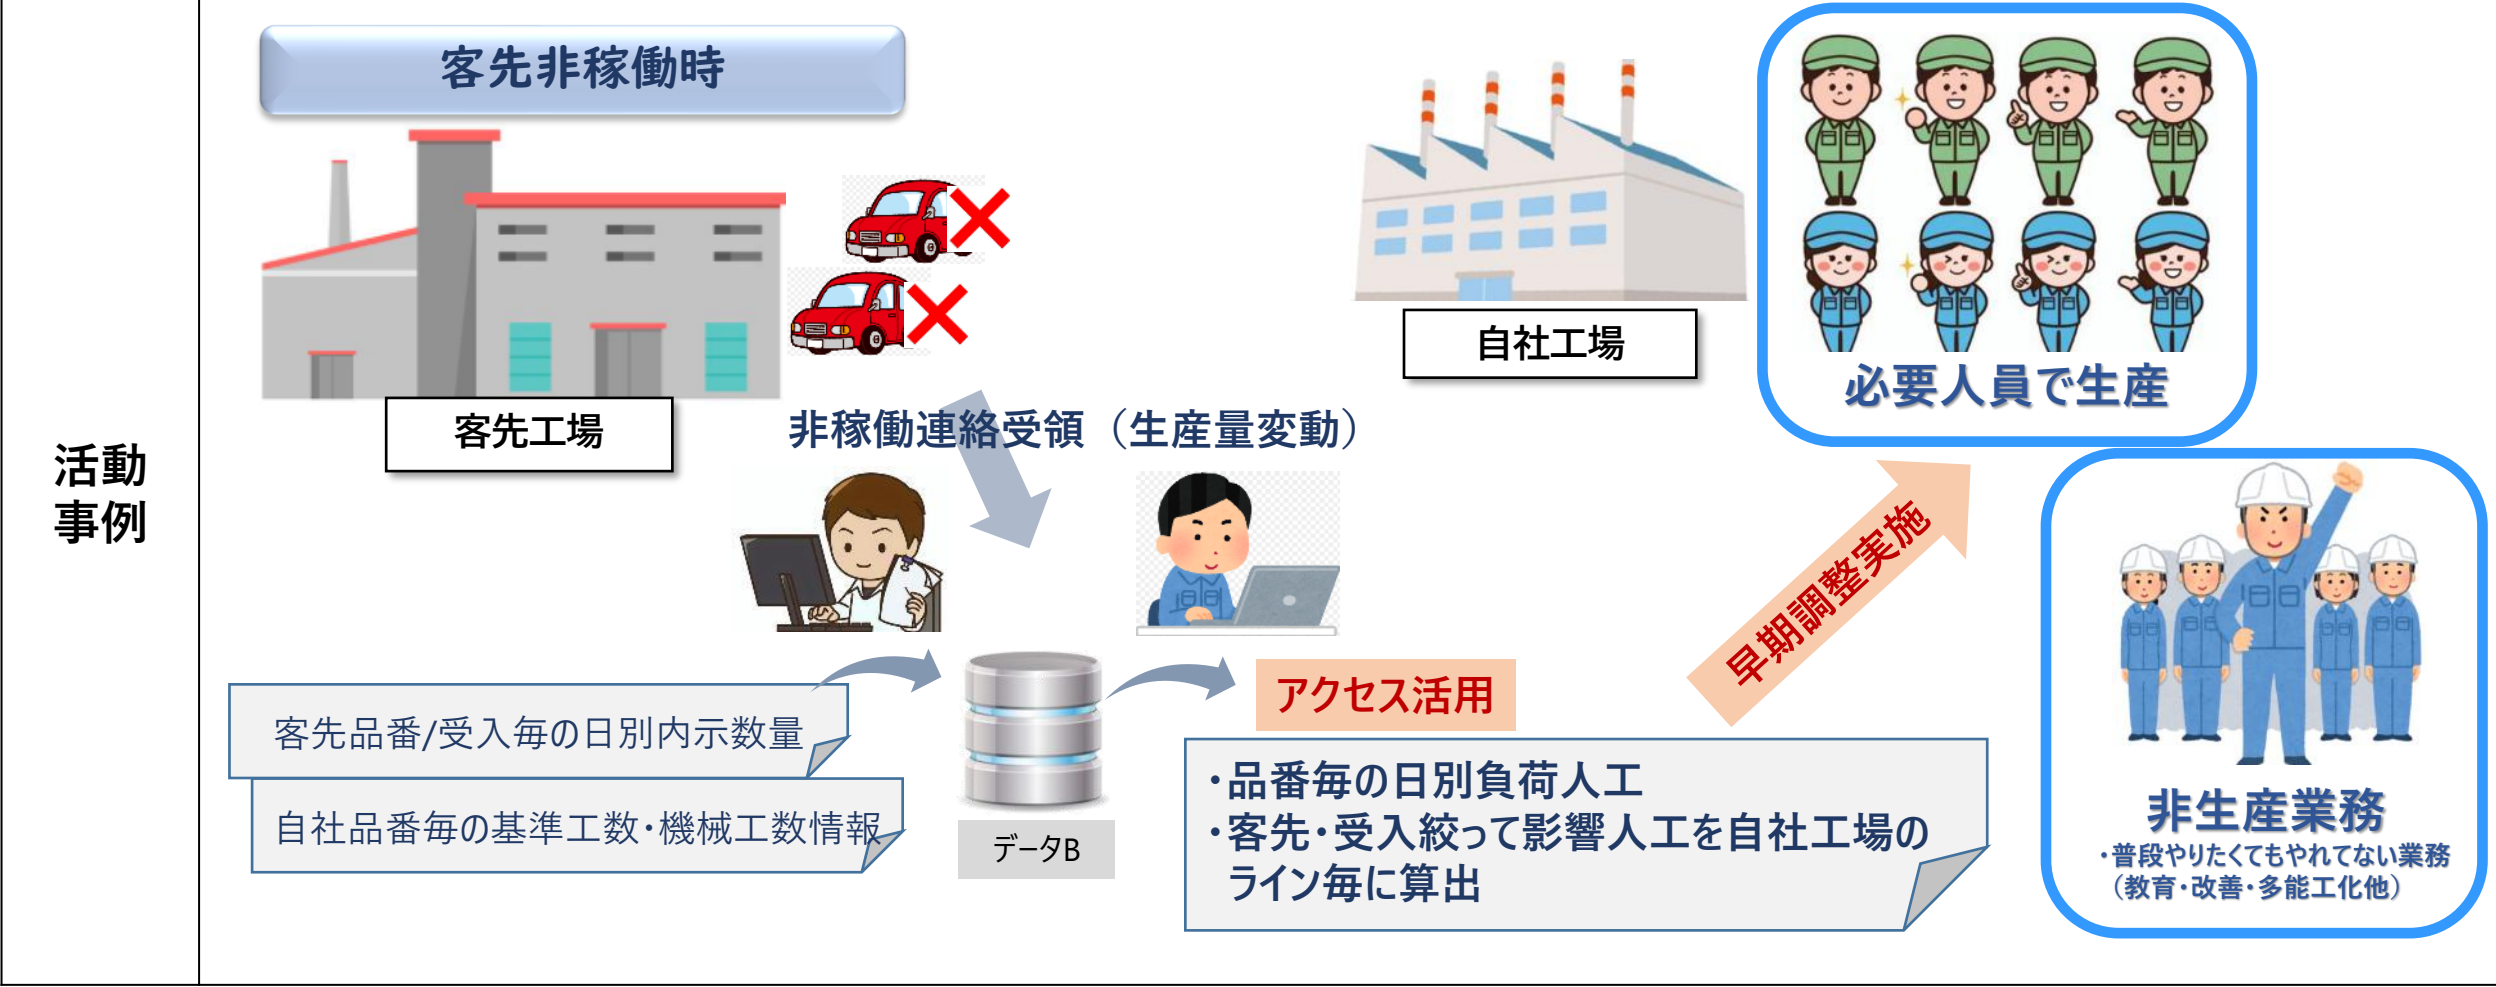 活動
事例
客先非稼働時
客先工場
自社工場
必要人員で生産
非稼働連絡受領（生産量変動）
早期調整実施
客先品番/受入毎の日別内示数量
自社品番毎の基準工数・機械工数情報
データB
アクセス活用
・品番毎の日別負荷人工
・客先・受入絞って影響人工を自社工場の
ライン毎に算出
非生産業務
・普段やりたくてもやれてない業務
（教育・改善・多能工化他）